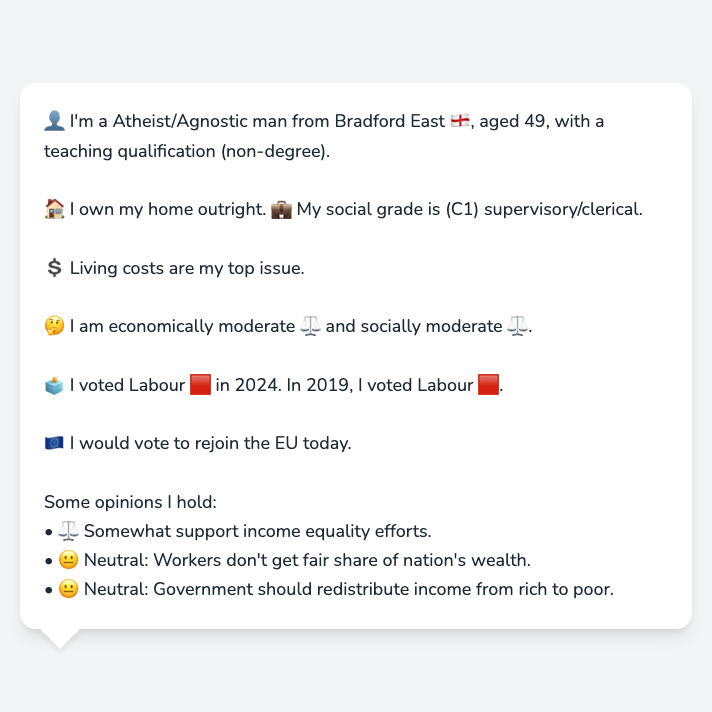 👤 I'm a Atheist/Agnostic man from Bradford East 🏴󠁧󠁢󠁥󠁮󠁧󠁿, aged 49, with a
teaching qualification (non-degree).
🏠 I own my home outright. 💼 My social grade is (C1) supervisory/clerical.
💲 Living costs are my top issue.
🤔 I am economically moderate ⚖️ and socially moderate ⚖️.
🗳️ I voted Labour 🟥 in 2024. In 2019, I voted Labour 🟥.
🇪🇺 I would vote to rejoin the EU today.
Some opinions I hold:
• ⚖️ Somewhat support income equality efforts.
• 😐 Neutral: Workers don't get fair share of nation's wealth.
• 😐 Neutral: Government should redistribute income from rich to poor.